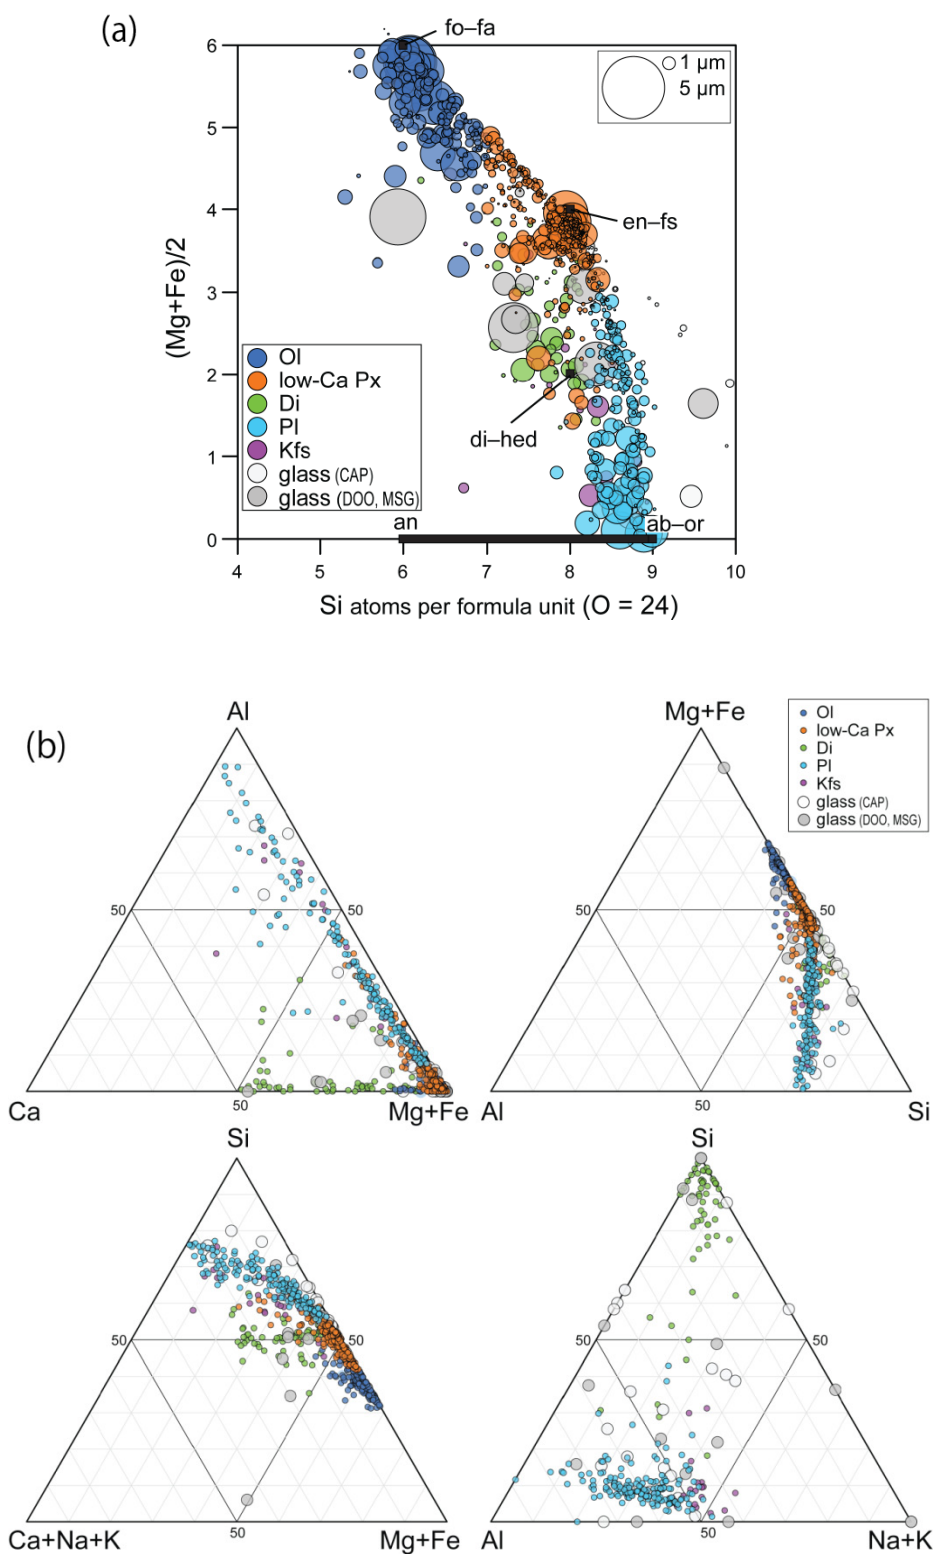 (a)
fo–fa
6
1 μm
5 μm
5
(Mg+Fe)/2
4
en–fs
3
Ol
low-Ca Px
2
Di
Pl
di–hed
Kfs
1
glass (CAP)
glass (DOO, MSG)
an
ab–or
0
4 5 6 7 8 9 10
Si atoms per formula unit (O = 24)
(b)
Al
50 50
Ca 50 Mg+Fe
Mg+Fe
Ol
low-Ca Px
Di
Pl
Kfs
glass (CAP)
glass (DOO, MSG)
50 50
Al 50 Si
Si
50 50
Ca+Na+K 50 Mg+Fe
Si
50 50
Al 50 Na+K